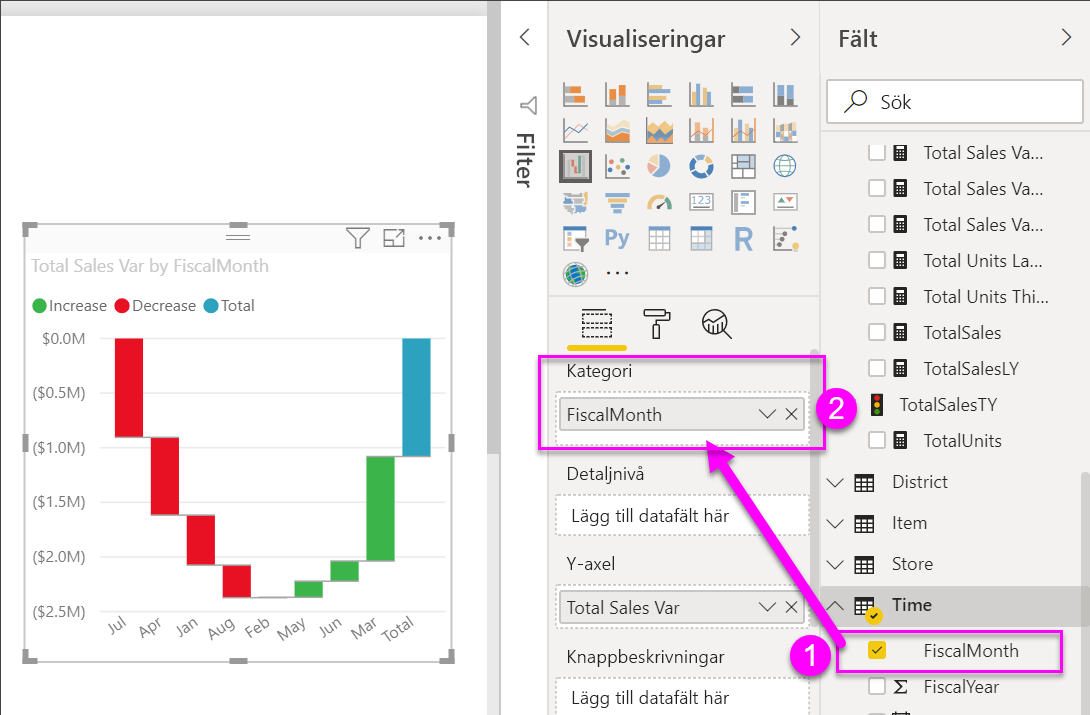 Total Sales Var by FiscalMonth
Increase Decrease Total
$0.0M
($0.5M)
($1.0M)
($1.5M)
($2.0M)
($2.5M)
Jul Apr Jan Aug Feb May Jun Mar Total
Filter
Visualiseringar
123
Py
R
Kategori
FiscalMonth
2
Detaljnivå
Lägg till datafält här
Y-axel
Total Sales Var
Knappbeskrivningar
Lägg till datafält här
Fält
Sök
Total Sales Va...
Total Sales Va...
Total Sales Va...
Total Units La...
Total Units Thi...
TotalSales
TotalSalesLY
TotalSalesTY
TotalUnits
District
Item
Store
Time
1
FiscalMonth
Σ FiscalYear